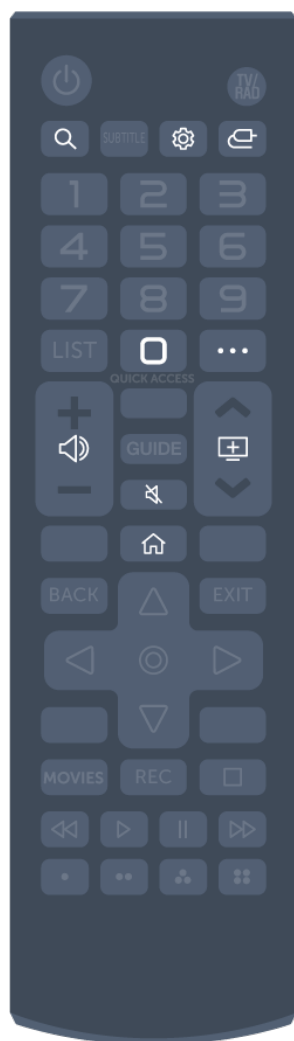 TV/
RAD
SUBTITLE
1 2 3
4 5 6
7 8 9
LIST 0
QUICK ACCESS
GUIDE
BACK EXIT
MOVIES REC